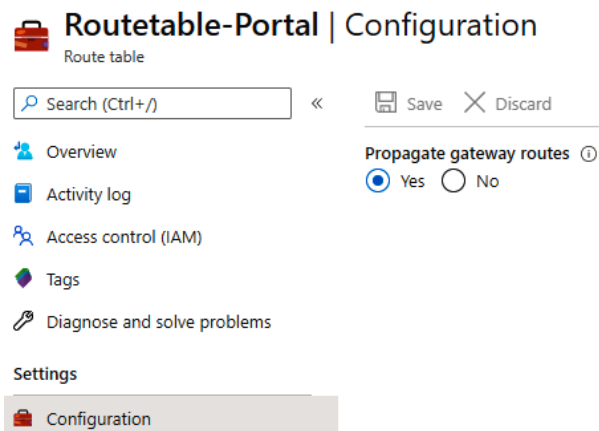 Routetable-Portal | Configuration
Route table
Search (Ctrl+/)
«
Save
Discard
Overview
Propagate gateway routes
Yes
No
Activity log
Access control (IAM)
Tags
Diagnose and solve problems
Settings
Configuration